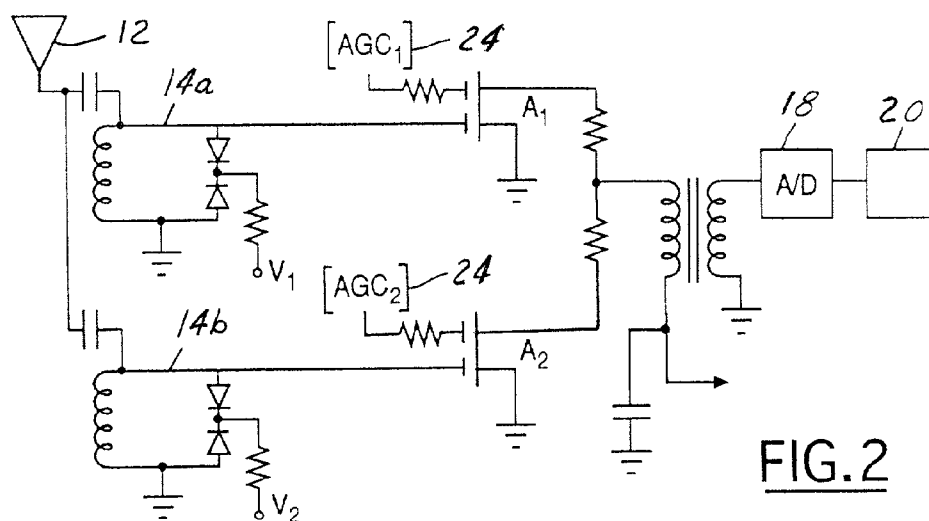 12
[AGC₁] 24
14a
A₁
18
20
A/D
V₁
[AGC₂] 24
14b
A₂
V₂
FIG.2